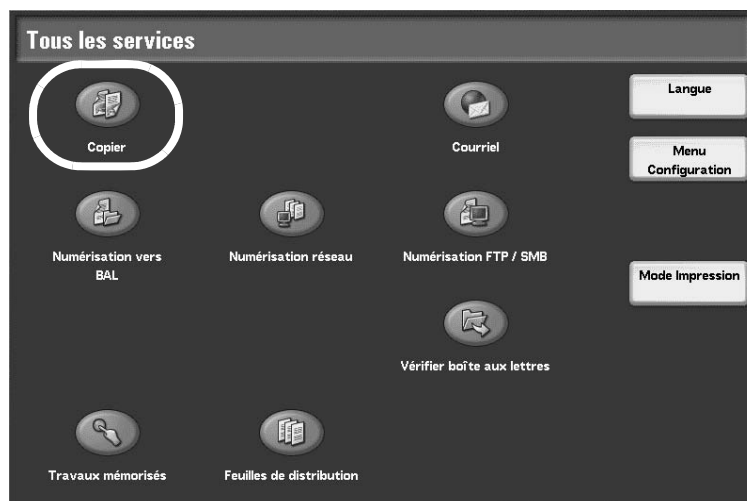 Tous les services
Copier
Courriel
Langue
Menu
Configuration
Numérisation vers
BAL
Numérisation réseau
Numérisation FTP / SMB
Mode Impression
Vérifier boîte aux lettres
Travaux mémorisés
Feuilles de distribution